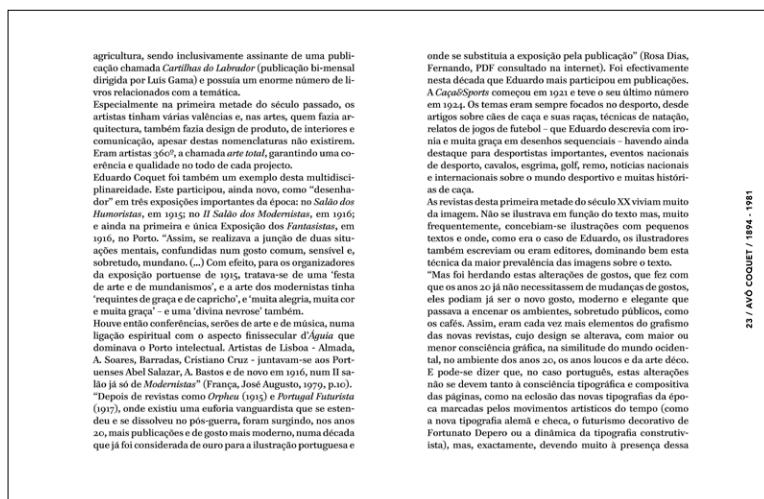 agricultura, sendo inclusivamente assinante de uma publi-
cação chamada Cartilhas do Labrador (publicação bi-mensal
dirigida por Luís Gama) e possuía um enorme número de li-
vros relacionados com a temática.
Especialmente na primeira metade do século passado, os
artistas tinham várias valências e, nas artes, quem fazia ar-
quitectura, também fazia design de produto, de interiores e
comunicação, apesar destas nomenclaturas não existirem.
Eram artistas 360º, a chamada arte total, garantindo uma co-
erência e qualidade no todo de cada projecto.
Eduardo Coquet foi também um exemplo desta multidisci-
plinareidade. Este participou, ainda novo, como “desenha-
dor” em três exposições importantes da época: no Salão dos
Humoristas, em 1915; no II Salão dos Modernistas, em 1916;
e ainda na primeira e única Exposição dos Fantasistas, em
1916, no Porto. “Assim, se realizava a junção de duas situ-
ações mentais, confundidas num gosto comum, sensível e,
sobretudo, mundano. (...) Com efeito, para os organizadores
da exposição portuense de 1915, tratava-se de uma ‘festa
de arte e de mundanismos’, e a arte dos modernistas tinha
‘requintes de graça e de capricho’, e ‘muita alegria, muita cor
e muita graça’ – e uma ‘divina nevrose’ também.
Houve então conferências, serões de arte e de música, numa
ligação espiritual com o aspecto finissecular d’Águia que
dominava o Porto intelectual. Artistas de Lisboa - Almada,
A. Soares, Barradas, Cristiano Cruz - juntavam-se aos Port-
uenses Abel Salazar, A. Bastos e de novo em 1916, num II sa-
lão já só de Modernistas” (França, José Augusto, 1979, p.10).
“Depois de revistas como Orpheu (1915) e Portugal Futurista
(1917), onde existiu uma euforia vanguardista que se esten-
deu e se dissolveu no pós-guerra, foram surgindo, nos anos
20, mais publicações e de gosto mais moderno, numa década
que já foi considerada de ouro para a ilustração portuguesa e
onde se substituía a exposição pela publicação” (Rosa Dias,
Fernando, PDF consultado na internet). Foi efectivamente
nesta década que Eduardo mais participou em publicações.
A Caça&Sports começou em 1921 e teve o seu último número
em 1924. Os temas eram sempre focados no desporto, desde
artigos sobre cães de caça e suas raças, técnicas de natação,
relatos de jogos de futebol – que Eduardo descrevia com iro-
nia e muita graça em desenhos sequenciais – havendo ainda
destaque para desportistas importantes, eventos nacionais
de desporto, cavalos, esgrima, golf, remo, notícias nacionais
e internacionais sobre o mundo desportivo e muitas históri-
as de caça.
As revistas desta primeira metade do século XX viviam muito
da imagem. Não se ilustrava em função do texto mas, muito
frequentemente, concebiam-se ilustrações com pequenos
textos e onde, como era o caso de Eduardo, os ilustradores
também escreviam ou eram editores, dominando bem esta
técnica da maior prevalência das imagens sobre o texto.
“Mas foi herdando estas alterações de gostos, que fez com
que os anos 20 já não necessitassem de mudanças de gostos,
eles podiam já ser o novo gosto, moderno e elegante que
passava a encenar os ambientes, sobretudo públicos, como
os cafés. Assim, eram cada vez mais elementos do grafismo
das novas revistas, cujo design se alterava, com maior ou
menor consciência gráfica, na similitude do mundo ociden-
tal, no ambiente dos anos 20, os anos loucos e da arte déco.
E pode-se dizer que, no caso português, estas alterações
não se devem tanto à consciência tipográfica e compositiva
das páginas, como na eclosão das novas tipografias da épo-
ca marcadas pelos movimentos artísticos do tempo (como
a nova tipografia alemã e checa, o futurismo decorativo de
Fortunato Depero ou a dinâmica da tipografia construtiv-
ista), mas, exactamente, devendo muito à presença dessa
23 / AVÔ COQUET / 1894 - 1981